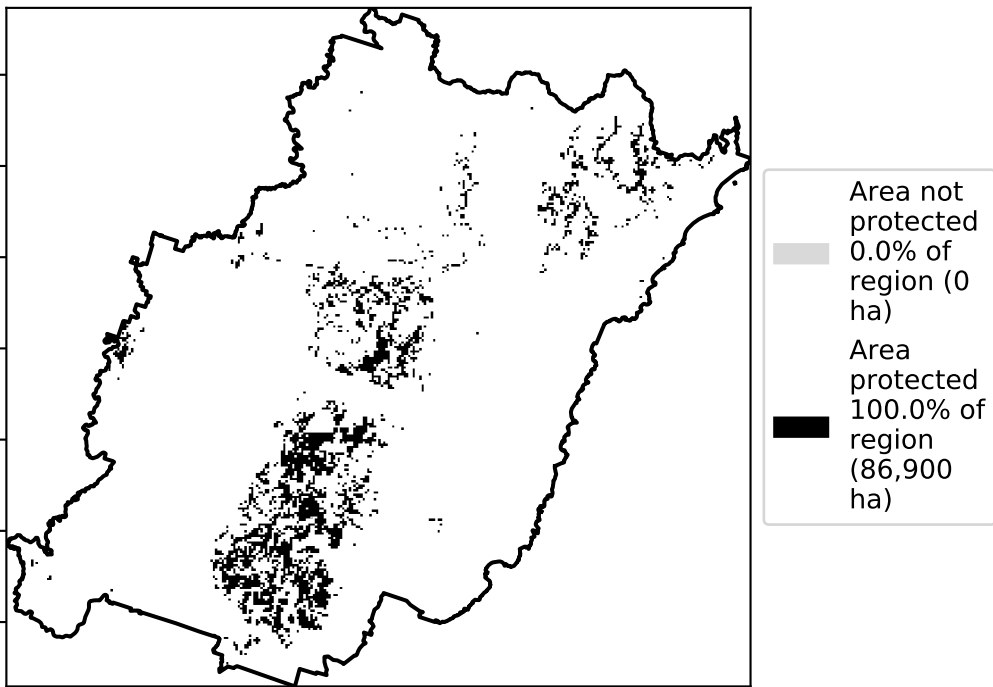 Area not
protected
0.0% of
region (0
ha)
Area
protected
100.0% of
region
(86,900
ha)